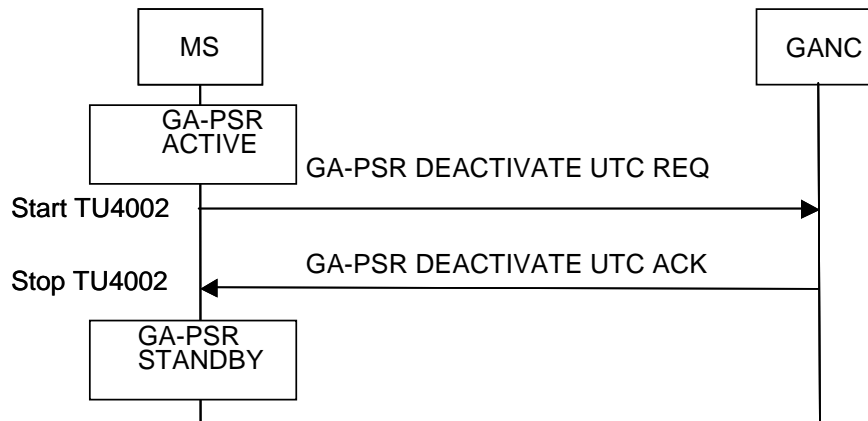 MS
GANC
GA-PSR
ACTIVE
GA-PSR DEACTIVATE UTC REQ
Start TU4002
GA-PSR DEACTIVATE UTC ACK
Stop TU4002
GA-PSR
STANDBY